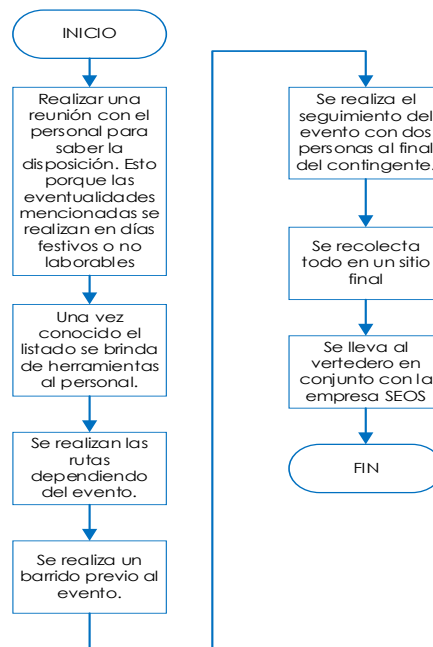 INICIO
Realizar una
reunión con el
personal para
saber la
disposición. Esto
porque las
eventualidades
mencionadas se
realizan en días
festivos o no
laborables
Una vez
conocido el
listado se brinda
de herramientas
al personal.
Se realizan las
rutas
dependiendo
del evento.
Se realiza un
barrido previo al
evento.
Se realiza el
seguimiento del
evento con dos
personas al final
del contingente.
Se recolecta
todo en un sitio
final
Se lleva al
vertedero en
conjunto con la
empresa SEOS
FIN